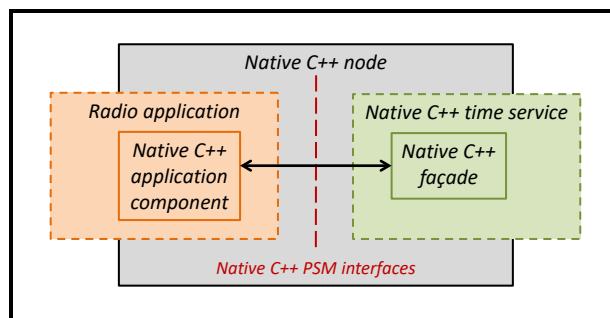 Native C++ node
Radio application
Native C++ time service
Native C++
application
component
Native C++
façade
Native C++ PSM interfaces